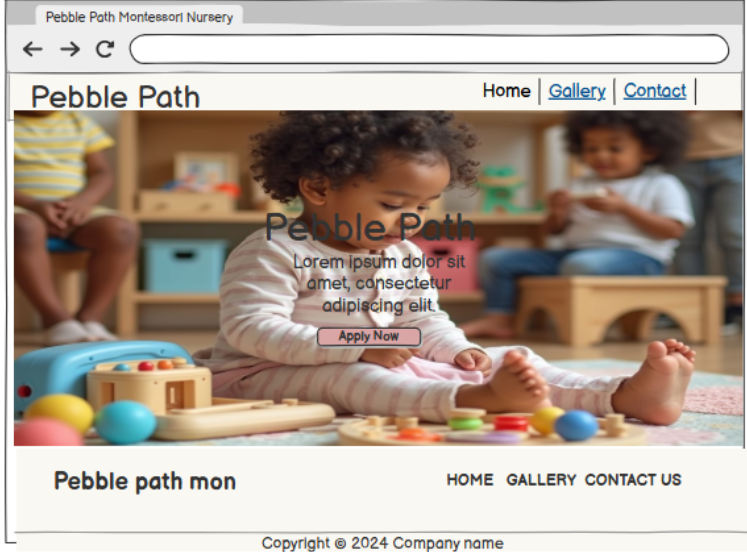 Pebble Path Montessori Nursery
Pebble Path
Home Gallery Contact
Pebble Path
Lorem ipsum dolor sit
amet, consectetur
adipiscing elit.
Apply Now
Pebble path mon
HOME GALLERY CONTACT US
Copyright © 2024 Company name